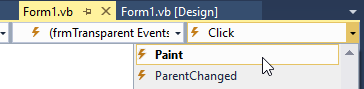 Form1.vb Form1.vb [Design]
(frmTransparent Events Click
Paint
ParentChanged